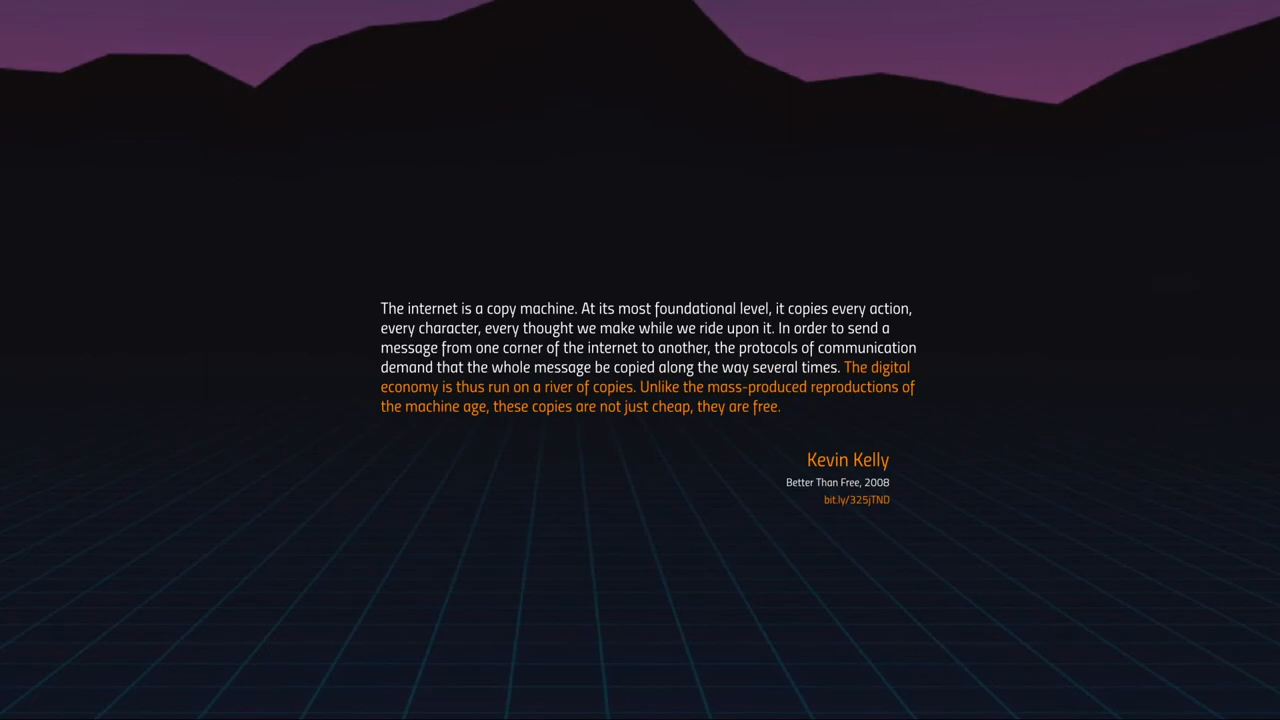 The internet is a copy machine. At its most foundational level, it copies every action,
every character, every thought we make while we ride upon it. In order to send a
message from one corner of the internet to another, the protocols of communication
demand that the whole message be copied along the way several times. The digital
economy is thus run on a river of copies. Unlike the mass-produced reproductions of
the machine age, these copies are not just cheap, they are free.
Kevin Kelly
Better Than Free, 2008
bit.ly/325jTND